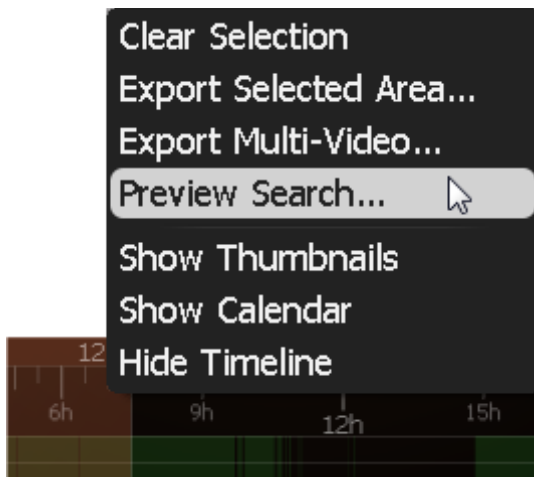 Clear Selection
Export Selected Area...
Export Multi-Video...
Preview Search...
Show Thumbnails
Show Calendar
Hide Timeline
12
6h 9h 12h 15h